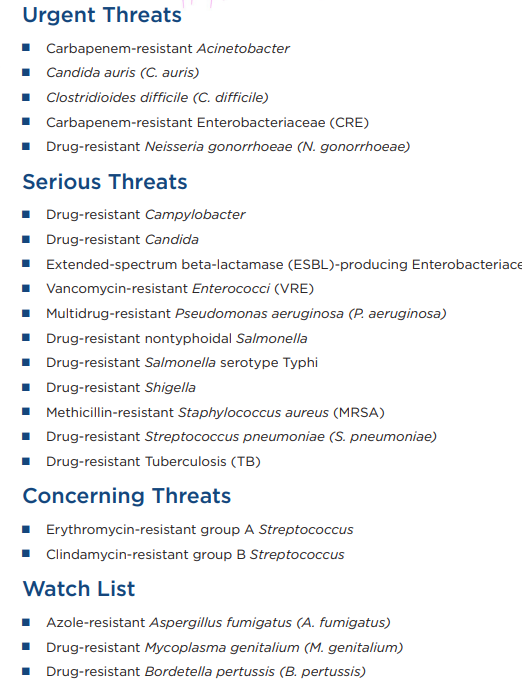 Urgent Threats
Carbapenem-resistant Acinetobacter
Candida auris (C. auris)
Clostridioides difficile (C. difficile)
Carbapenem-resistant Enterobacteriaceae (CRE)
Drug-resistant Neisseria gonorrhoeae (N. gonorrhoeae)
Serious Threats
Drug-resistant Campylobacter
Drug-resistant Candida
Extended-spectrum beta-lactamase (ESBL)-producing Enterobacteriace
Vancomycin-resistant Enterococci (VRE)
Multidrug-resistant Pseudomonas aeruginosa (P. aeruginosa)
Drug-resistant nontyphoidal Salmonella
Drug-resistant Salmonella serotype Typhi
Drug-resistant Shigella
Methicillin-resistant Staphylococcus aureus (MRSA)
Drug-resistant Streptococcus pneumoniae (S. pneumoniae)
Drug-resistant Tuberculosis (TB)
Concerning Threats
Erythromycin-resistant group A Streptococcus
Clindamycin-resistant group B Streptococcus
Watch List
Azole-resistant Aspergillus fumigatus (A. fumigatus)
Drug-resistant Mycoplasma genitalium (M. genitalium)
Drug-resistant Bordetella pertussis (B. pertussis)